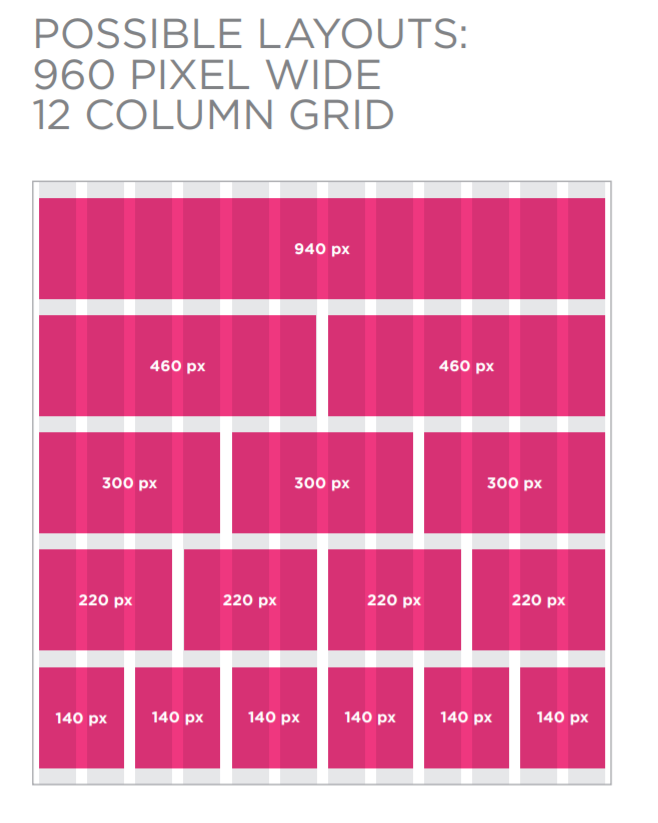 POSSIBLE LAYOUTS:
960 PIXEL WIDE
12 COLUMN GRID
940 px
460 px 460 px
300 px 300 px 300 px
220 px 220 px 220 px 220 px
140 px 140 px 140 px 140 px 140 px 140 px